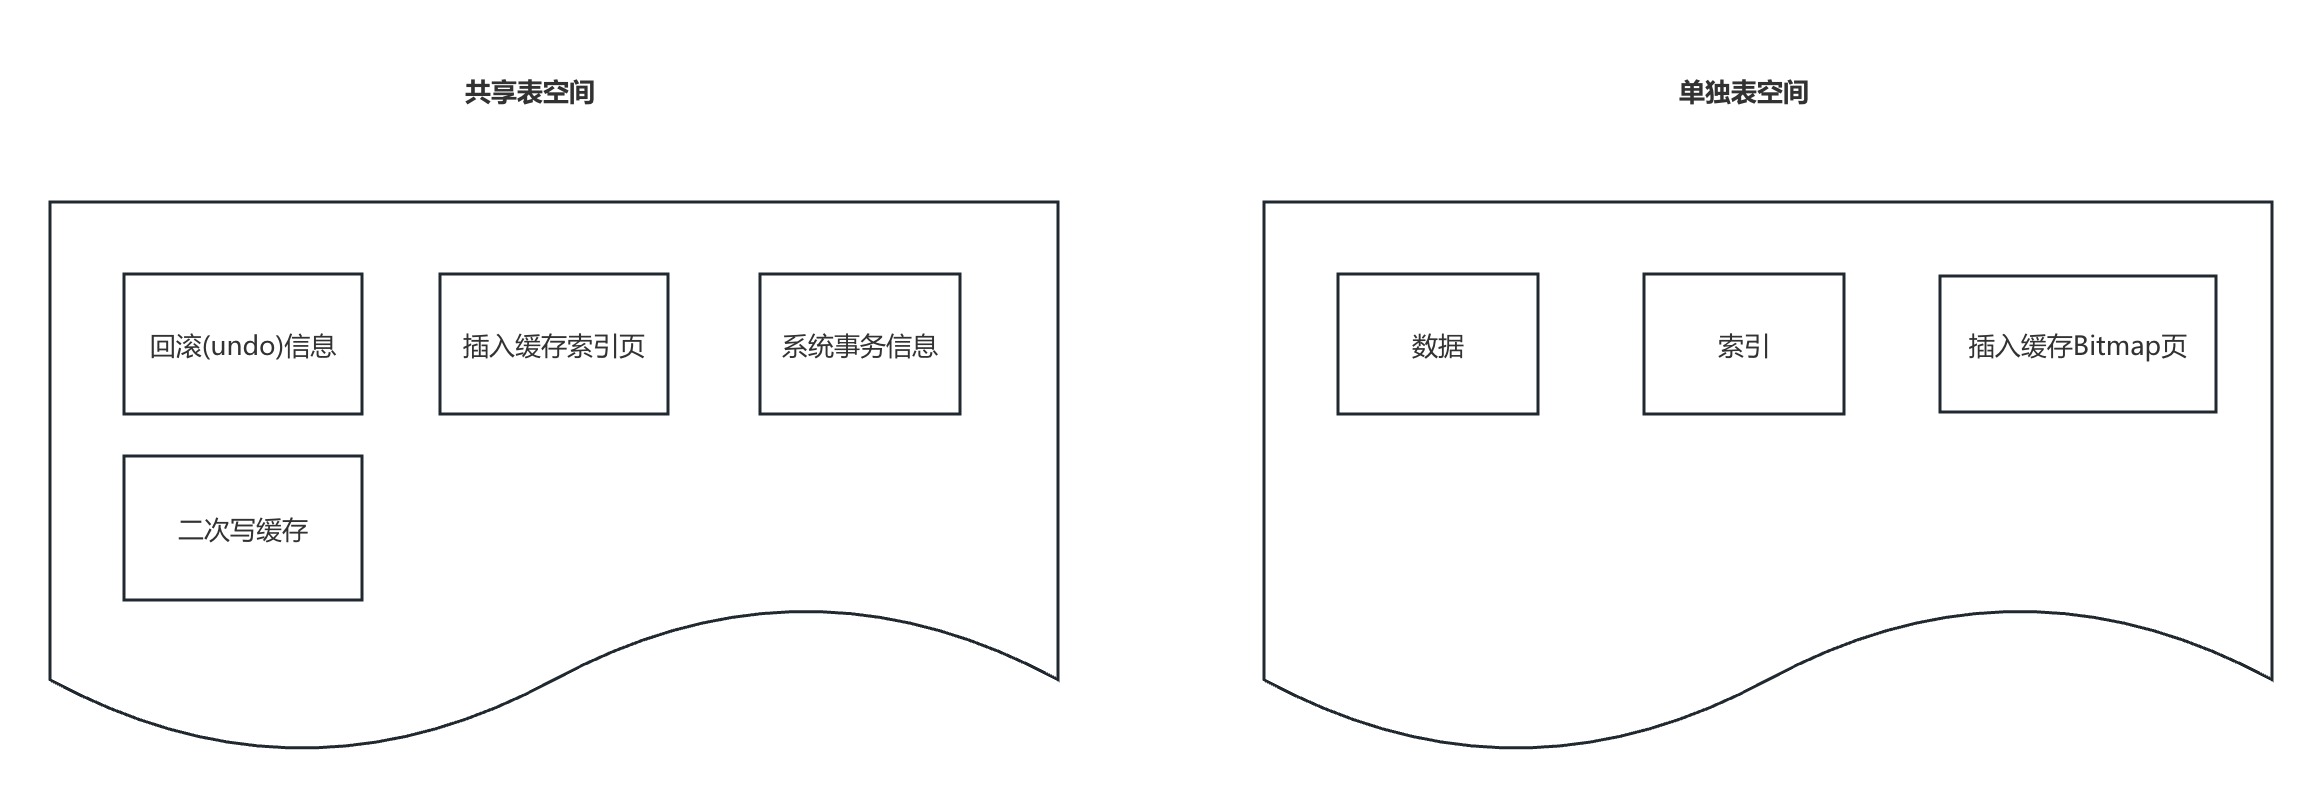 共享表空间
回滚(undo)信息
插入缓存索引页
系统事务信息
二次写缓存
单独表空间
数据
索引
插入缓存Bitmap页